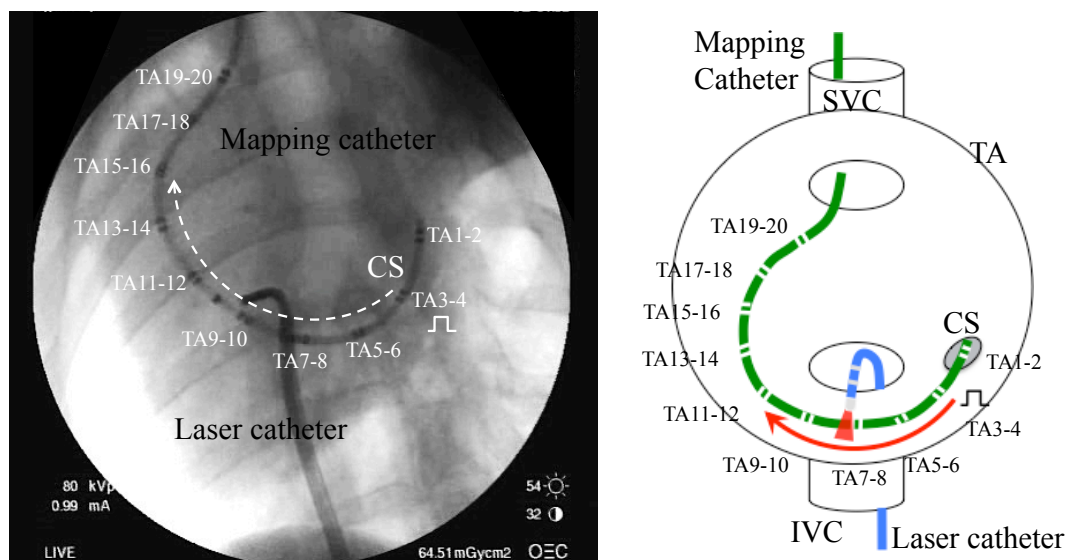 TA19-20
TA17-18
Mapping catheter
TA15-16
TA13-14
TA1-2
CS
TA11-12
TA3-4
TA9-10
TA5-6
TA7-8
Laser catheter
80 kVp
0.99 mA
54
32
LIVE
64.51mGycm2
OEC
Mapping
Catheter
SVC
TA
TA19-20
TA17-18
TA15-16
CS
TA13-14
TA1-2
TA11-12
TA3-4
TA9-10
TA5-6
TA7-8
IVC
Laser catheter